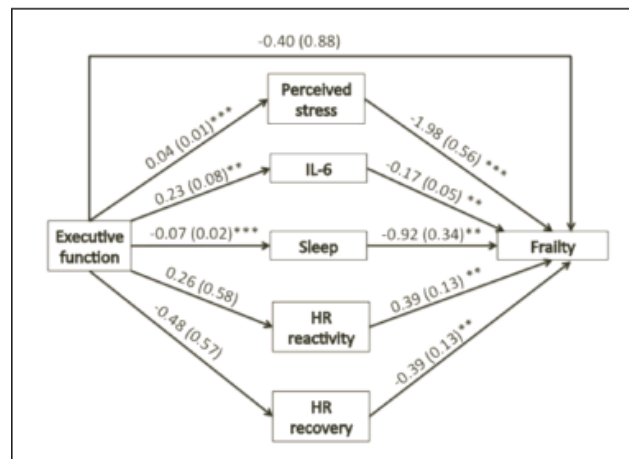 -0.40 (0.88)
Perceived
stress
0.04 (0.01)***
-1.98 (0.56) ***
IL-6
0.23 (0.08)**
-0.17 (0.05) **
Executive
function
-0.07 (0.02)***
Sleep
-0.92 (0.34)**
Frailty
0.26 (0.58)
HR
reactivity
0.39 (0.13) **
-0.48 (0.57)
HR
recovery
-0.39 (0.13)**